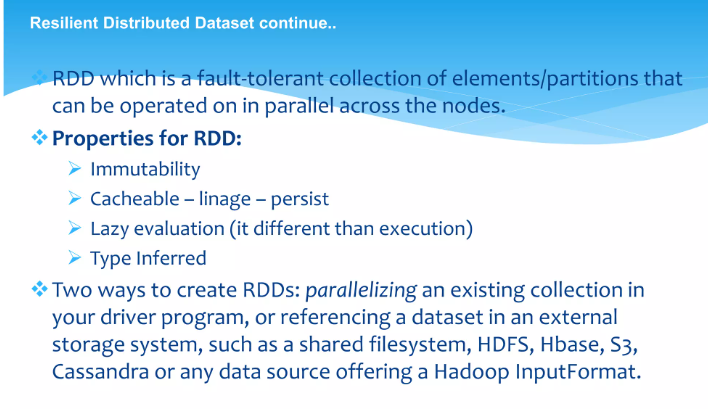 Resilient Distributed Dataset continue..
RDD which is a fault-tolerant collection of elements/partitions that
can be operated on in parallel across the nodes.
Properties for RDD:
Immutability
Cacheable – linage – persist
Lazy evaluation (it different than execution)
Type Inferred
Two ways to create RDDs: parallelizing an existing collection in
your driver program, or referencing a dataset in an external
storage system, such as a shared filesystem, HDFS, Hbase, S3,
Cassandra or any data source offering a Hadoop InputFormat.